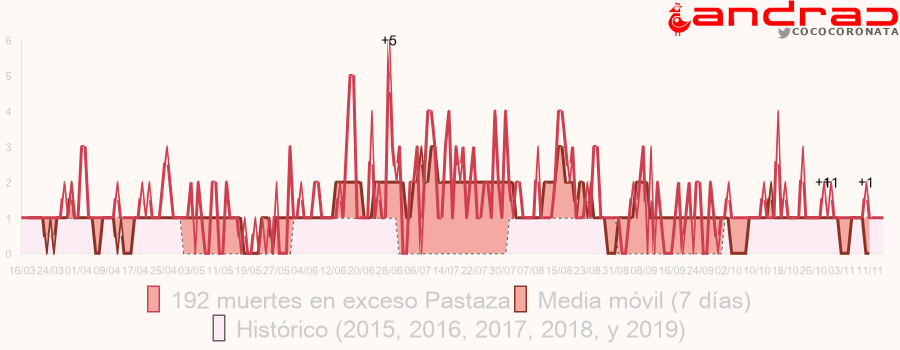 andrac
COCOCORONATA
+5
6
5
4
3
2
+11
+1
1
0
16/03 24/03 01/04 09/04 17/04 25/04 03/05 11/05 19/05 27/05 04/06 12/06 20/06 28/06 06/07 14/07 22/07 30/07 07/08 15/08 23/08 31/08 08/09 16/09 24/09 02/10 10/10 18/10 26/10 03/11 11/11
192 muertes en exceso Pastaza Media móvil (7 días)
Histórico (2015, 2016, 2017, 2018, y 2019)